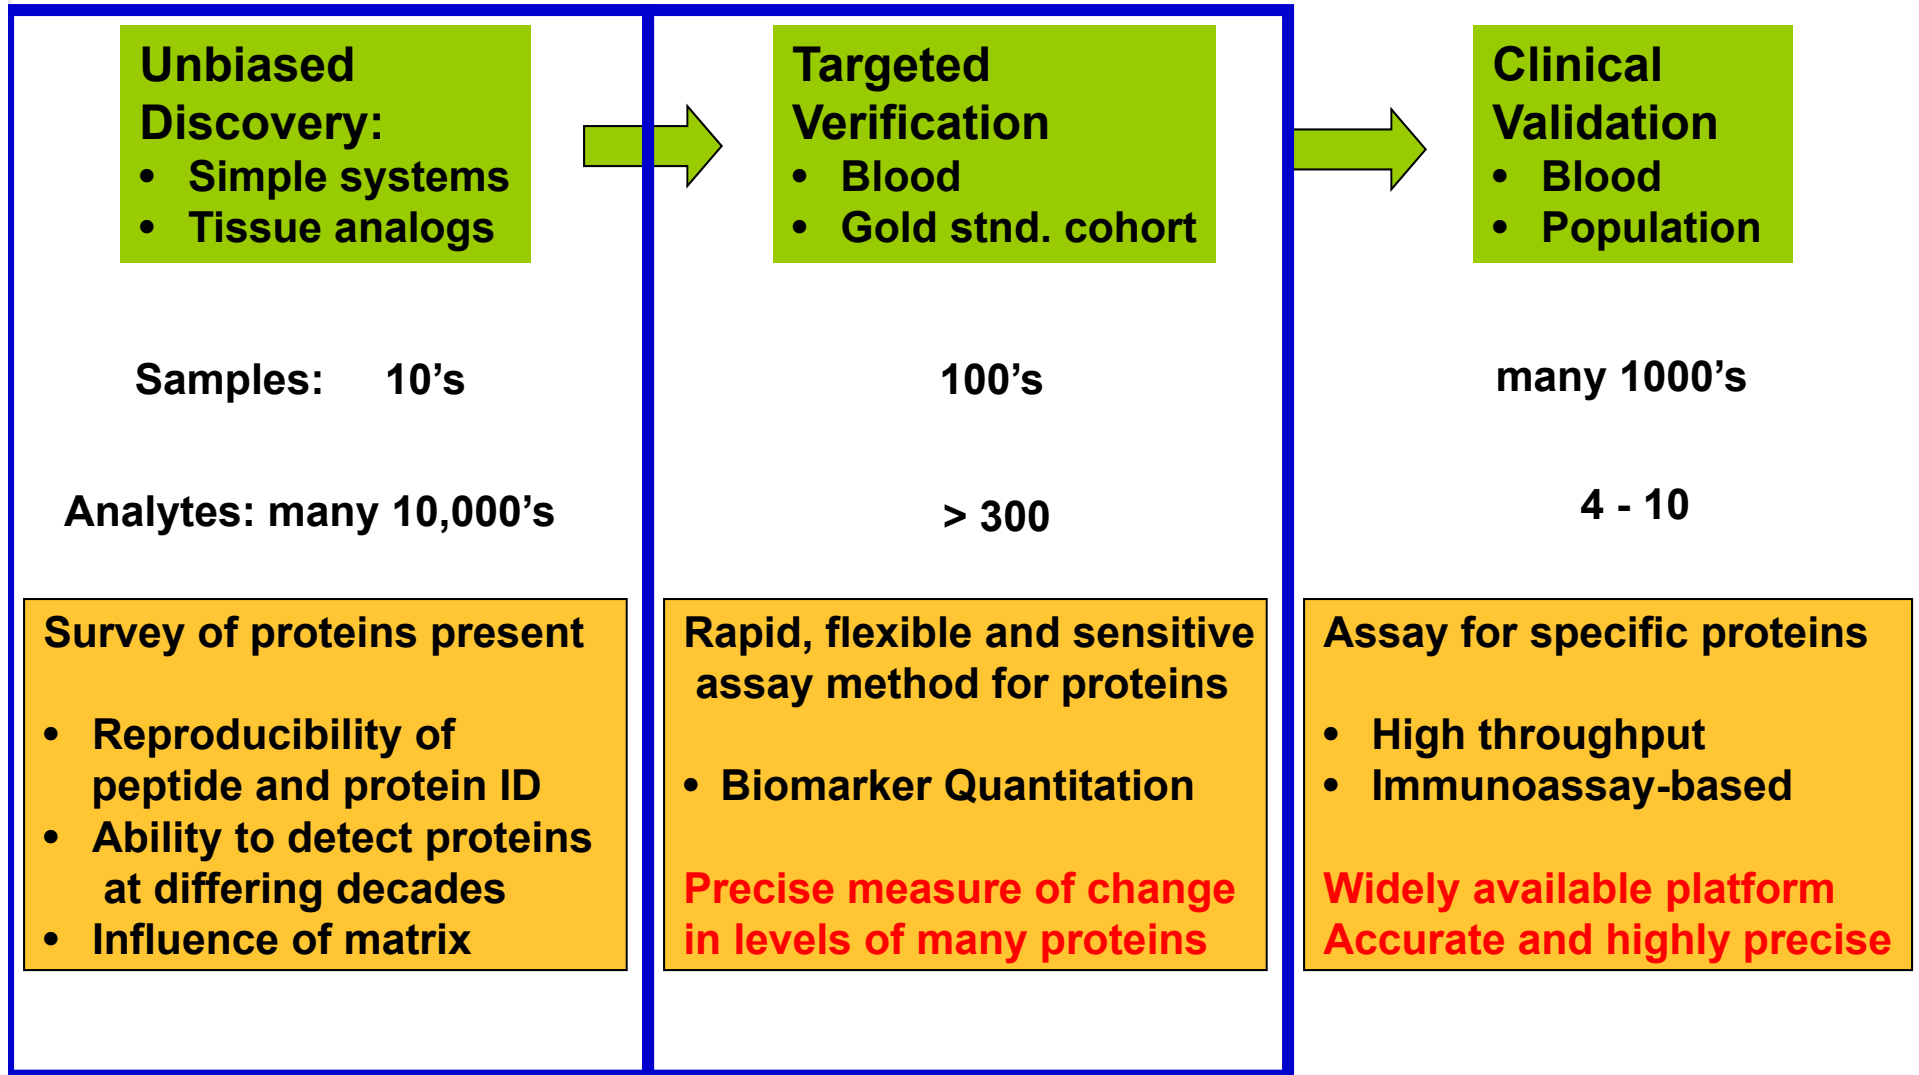 Unbiased
Discovery:
• Simple systems
• Tissue analogs
Targeted
Verification
• Blood
• Gold stnd. cohort
Clinical
Validation
• Blood
• Population
Samples: 10’s
100’s
many 1000’s
Analytes: many 10,000’s
> 300
4 - 10
Survey of proteins present
• Reproducibility of
peptide and protein ID
• Ability to detect proteins
at differing decades
• Influence of matrix
Rapid, flexible and sensitive
assay method for proteins
• Biomarker Quantitation
Precise measure of change
in levels of many proteins
Assay for specific proteins
• High throughput
• Immunoassay-based
Widely available platform
Accurate and highly precise